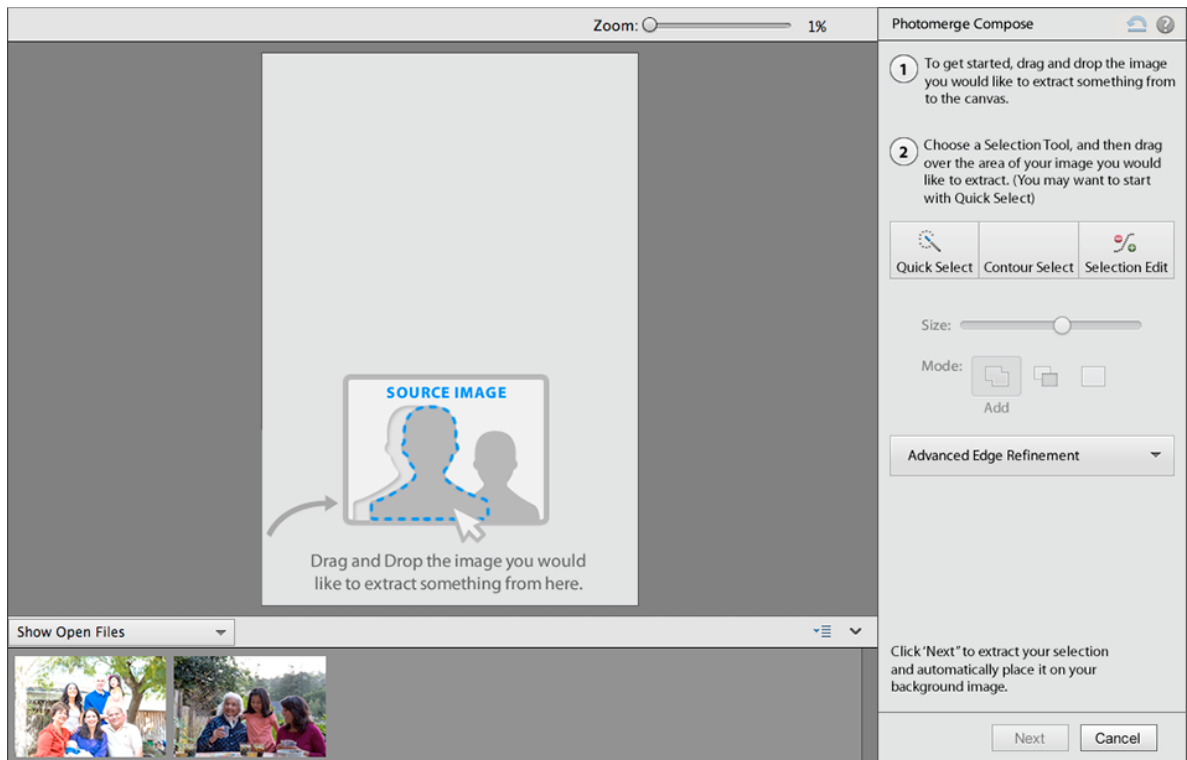 Zoom:
1%
Photomerge Compose
?
1
To get started, drag and drop the image
you would like to extract something from
to the canvas.
2
Choose a Selection Tool, and then drag
over the area of your image you would
like to extract. (You may want to start
with Quick Select)
Quick Select
Contour Select
Selection Edit
Size:
Mode:
Add
Advanced Edge Refinement
SOURCE IMAGE
Drag and Drop the image you would
like to extract something from here.
Show Open Files
Click 'Next" to extract your selection
and automatically place it on your
background image.
Next
Cancel